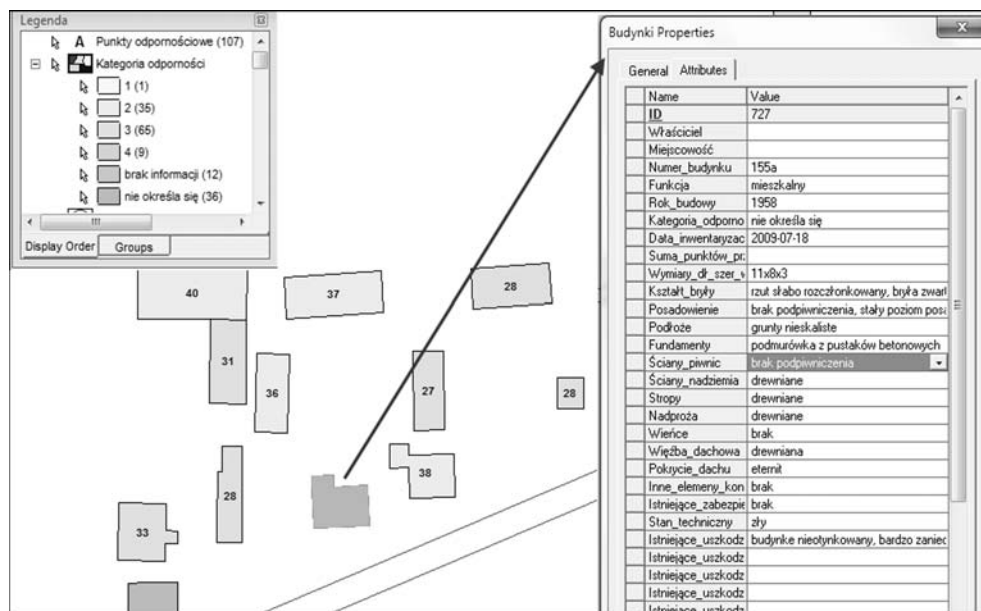 Legenda
A Punkty odpornościowe (107)
Kategoria odporności
1 (1)
2 (35)
3 (65)
4 (9)
brak informacji (12)
nie określa się (36)
Display Order Groups
40
37
28
31
36
27
28
38
28
33
Budynki Properties
General Attributes
Name Value
ID 727
Właściciel
Miejscowość
Numer_budynku 155a
Funkcja mieszkalny
Rok_budowy 1958
Kategoria_odporno nie określa się
Data_inwentaryzac 2009-07-18
Suma_punktów_prz
Wymiary_dł_szer_w 11x8x3
Kształt_bryły rzut słabo rozczłonkowany, bryła zwart
Posadowienie brak podpiwniczenia, stały poziom posa
Podłoże grunty nieskaliste
Fundamenty podmurówka z pustaków betonowych
Ściany_piwnic brak podpiwniczenia
Ściany_nadziemia drewniane
Stropy drewniane
Nadproża drewniane
Wieńce brak
Więźba_dachowa drewniana
Pokrycie_dachu eternit
Inne_elemeny_kon brak
Istniejące_zabezpie brak
Stan_techniczny zły
Istniejące_uszkodz budynke nieotynkowany, bardzo zaniec
Istniejące_uszkodz
Istniejące_uszkodz
Istniejące_uszkodz
Istniejące_uszkodz